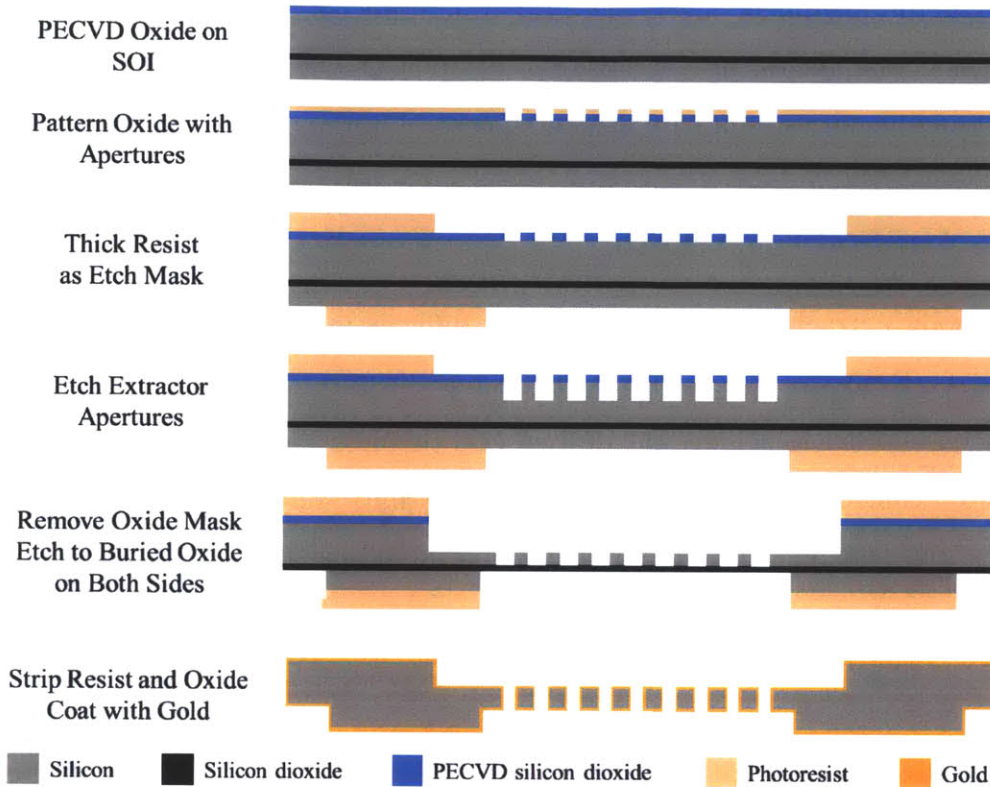 PECVD Oxide on
SOI
Pattern Oxide with
Apertures
Thick Resist
as Etch Mask
Etch Extractor
Apertures
Remove Oxide Mask
Etch to Buried Oxide
on Both Sides
Strip Resist and Oxide
Coat with Gold
Silicon
Silicon dioxide
PECVD silicon dioxide
Photoresist
Gold